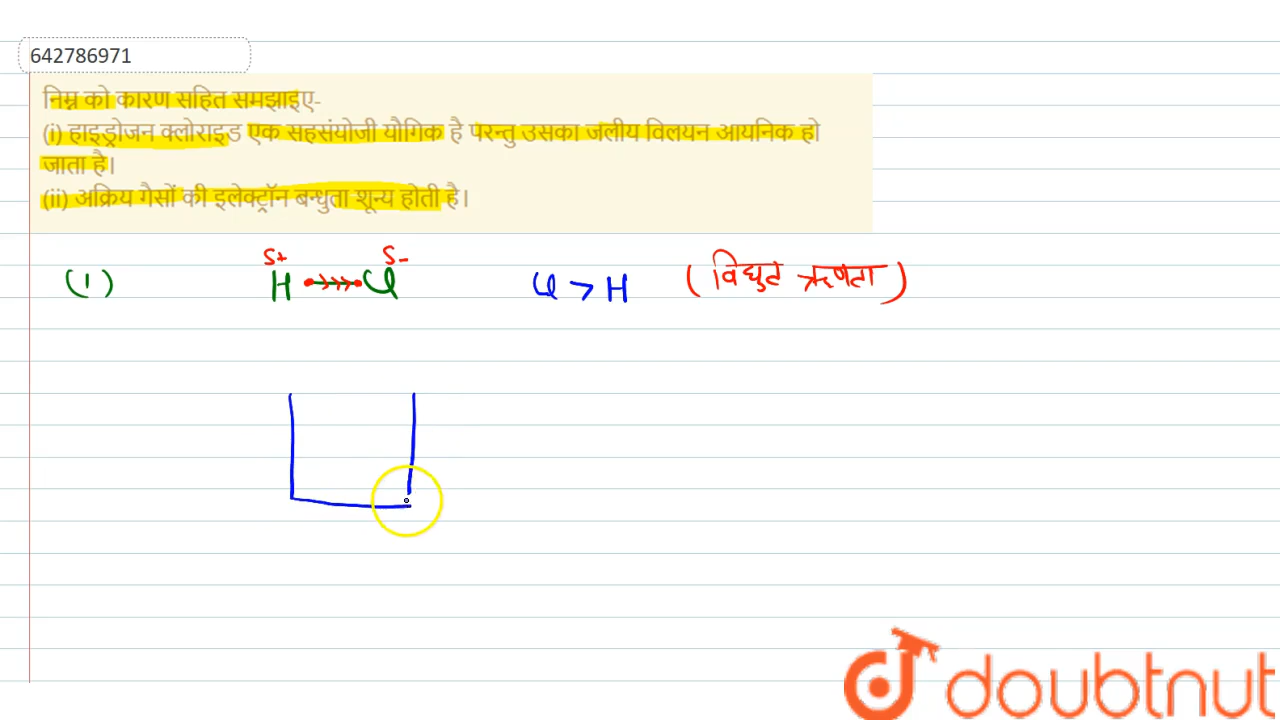 642786971
निम्न को कारण सहित समझाइए-
(i) हाइड्रोजन क्लोराइड एक सहसंयोजी यौगिक है परन्तु उसका जलीय विलयन आयनिक हो
जाता है।
(ii) अक्रिय गैसों की इलेक्ट्रॉन बन्धुता शून्य होती है।
δ+ δ-
(1) H Cl Cl > H (विद्युत ऋणता)
doubtnut